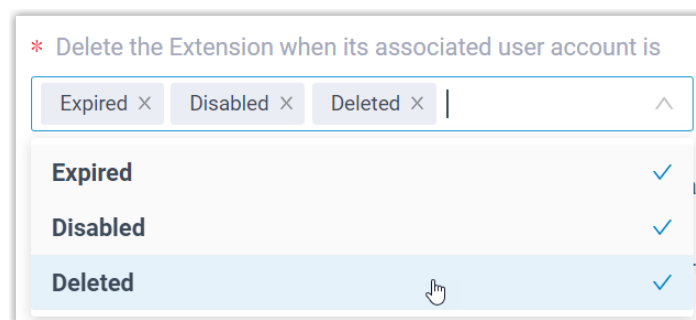 * Delete the Extension when its associated user account is
Expired × Disabled × Deleted ×
Expired
Disabled
Deleted